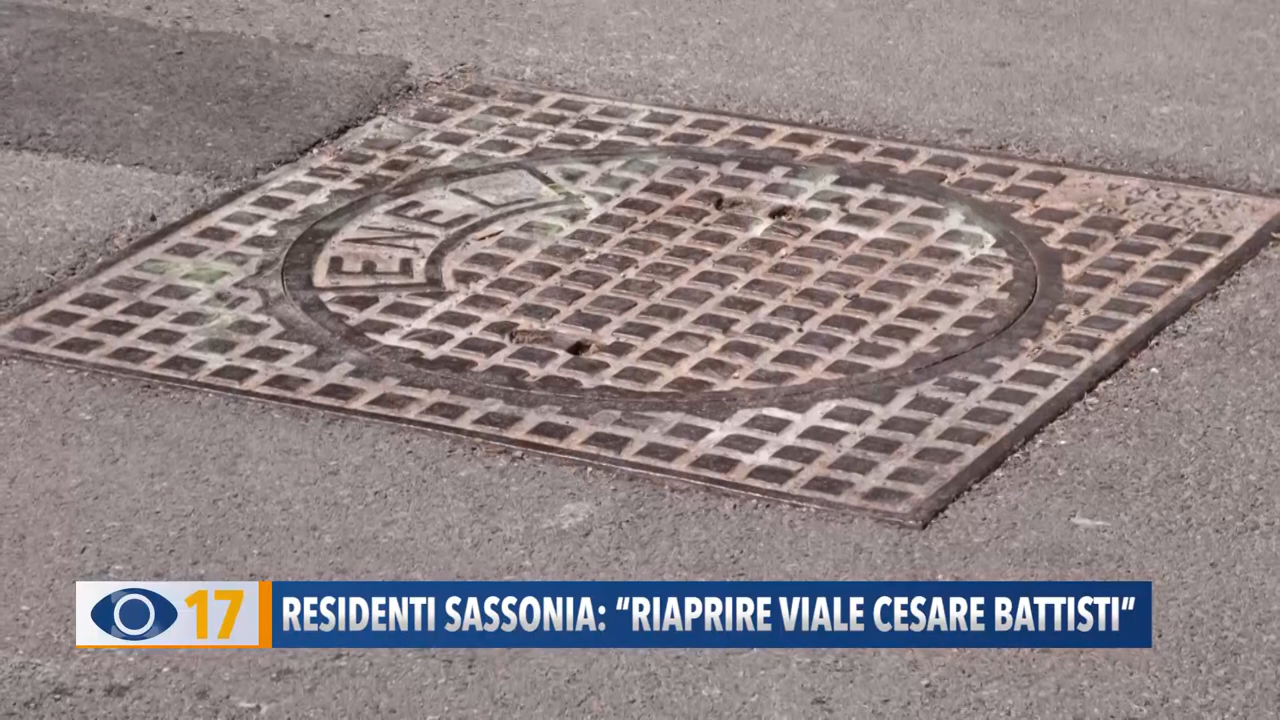 ENEL
17 RESIDENTI SASSONIA: “RIAPRIRE VIALE CESARE BATTISTI”